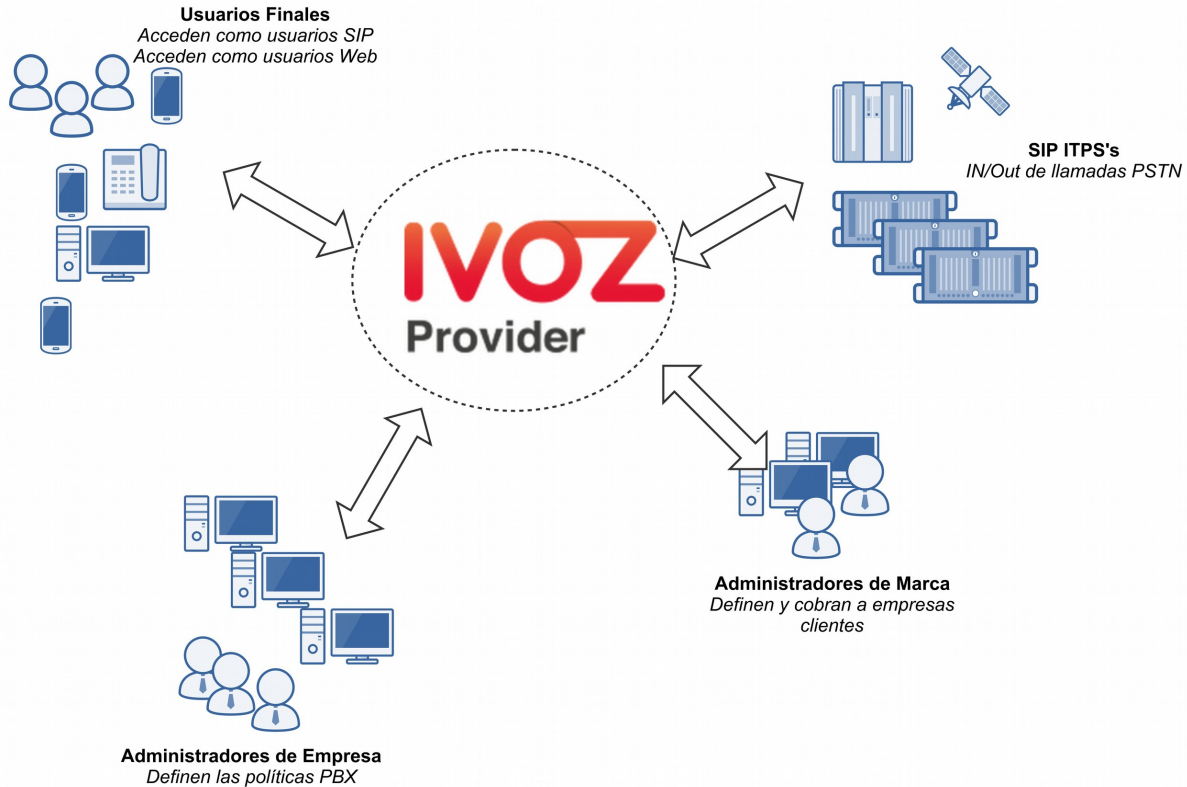 Usuarios Finales
Acceden como usuarios SIP
Acceden como usuarios Web
SIP ITPS's
IN/Out de llamadas PSTN
IVOZ
Provider
Administradores de Marca
Definen y cobran a empresas
clientes
Administradores de Empresa
Definen las políticas PBX